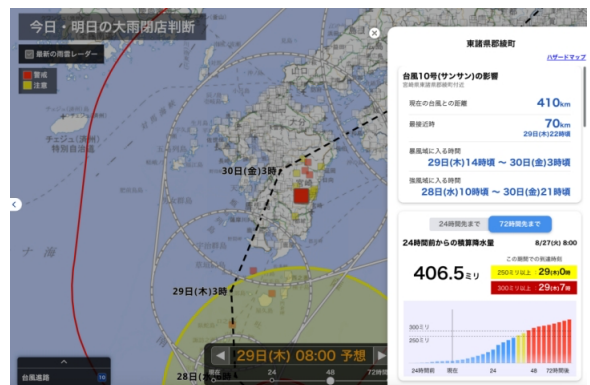 今日・明日の大雨閉店判断
最新の雨雲レーダー
警戒
注意
チェジュ(済州)
特別自治道
30日(金)3時
29日(木)3時
28日(水)
29日(木) 08:00 予想
現在
24
48
72時間
台風進路
10
東諸県郡綾町
ハザードマップ
台風10号(サンサン)の影響
宮崎県東諸県郡綾町付近
現在の台風との距離
410km
最接近時
70km
29日(木)22時頃
暴風域に入る時間
29日(木)14時頃 ～ 30日(金)3時頃
強風域に入る時間
28日(水)10時頃 ～ 30日(金)21時頃
24時間先まで
72時間先まで
24時間前からの積算降水量
8/27(火) 8:00
406.5ミリ
この期間での到達時刻
250ミリ以上
29(木)0時
300ミリ以上
29(木)7時
300ミリ
250ミリ
24時間前
現在
24
48
72時間後